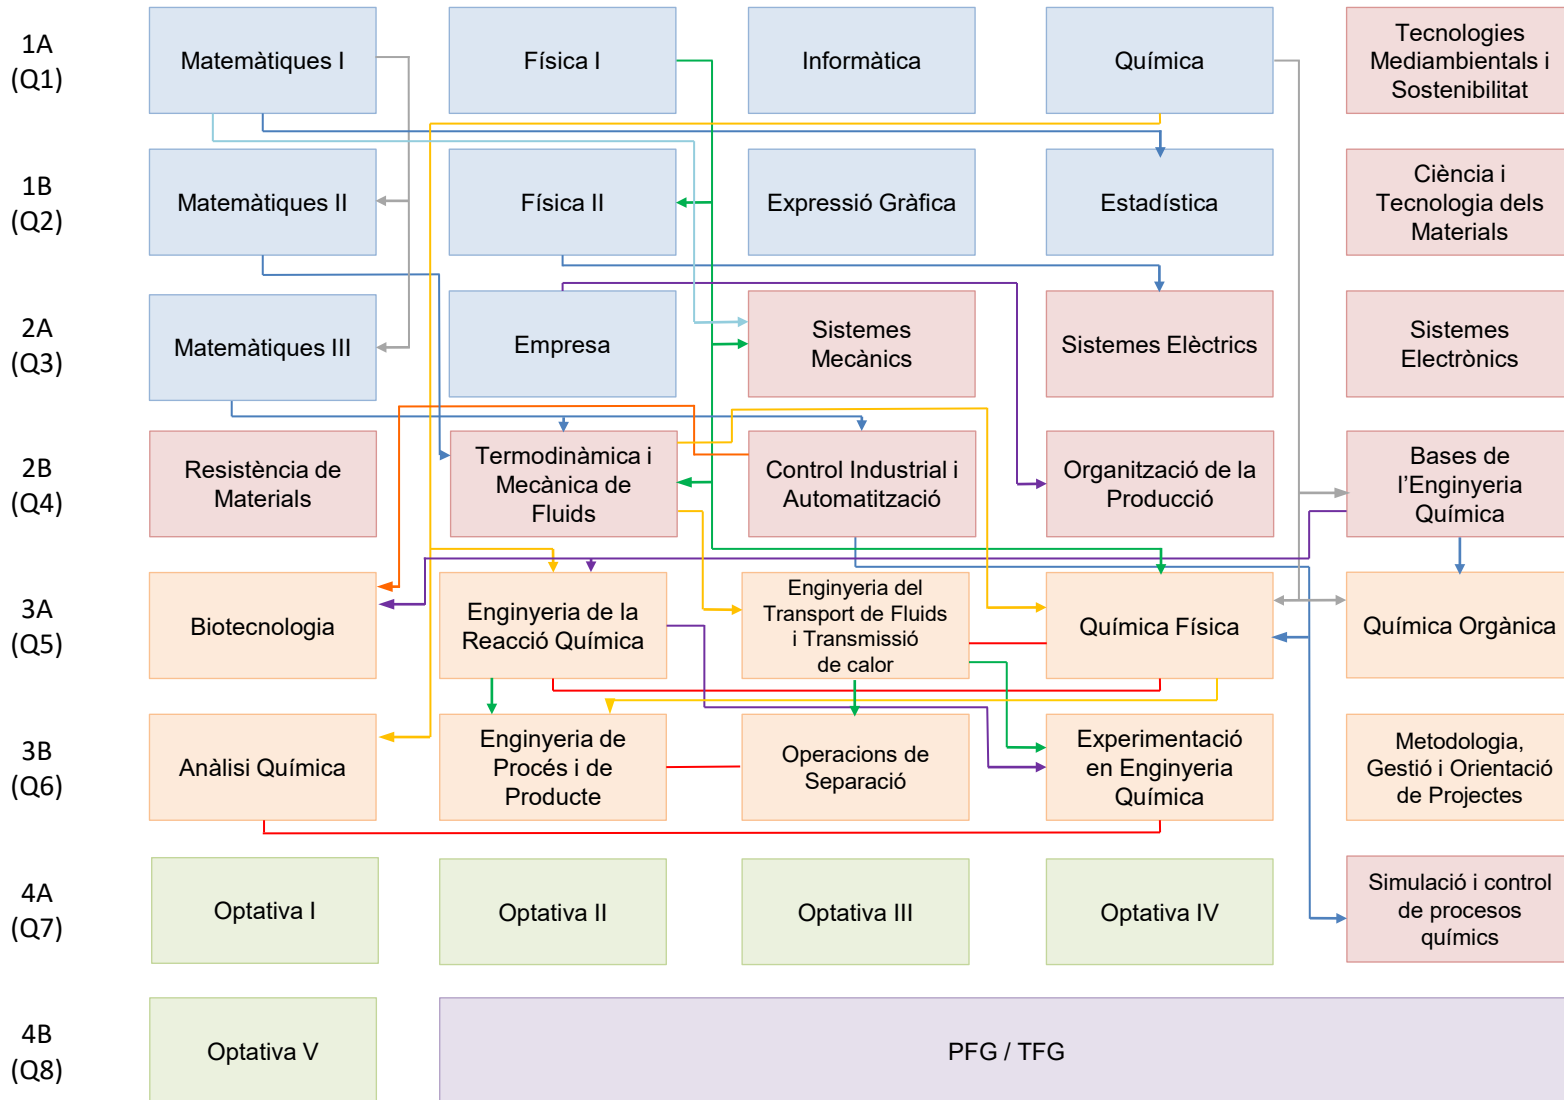 1A
(Q1)
Matemàtiques I
Física I
Informàtica
Química
Tecnologies
Mediambientals i
Sostenibilitat
1B
(Q2)
Matemàtiques II
Física II
Expressió Gràfica
Estadística
Ciència i
Tecnologia dels
Materials
2A
(Q3)
Matemàtiques III
Empresa
Sistemes
Mecànics
Sistemes Elèctrics
Sistemes
Electrònics
2B
(Q4)
Resistència de
Materials
Termodinàmica i
Mecànica de
Fluids
Control Industrial i
Automatització
Organització de la
Producció
Bases de
l’Enginyeria
Química
3A
(Q5)
Biotecnologia
Enginyeria de la
Reacció Química
Enginyeria del
Transport de Fluids
i Transmissió
de calor
Química Física
Química Orgànica
3B
(Q6)
Anàlisi Química
Enginyeria de
Procés i de
Producte
Operacions de
Separació
Experimentació
en Enginyeria
Química
Metodologia,
Gestió i Orientació
de Projectes
4A
(Q7)
Optativa I
Optativa II
Optativa III
Optativa IV
Simulació i control
de procesos
químics
4B
(Q8)
Optativa V
PFG / TFG